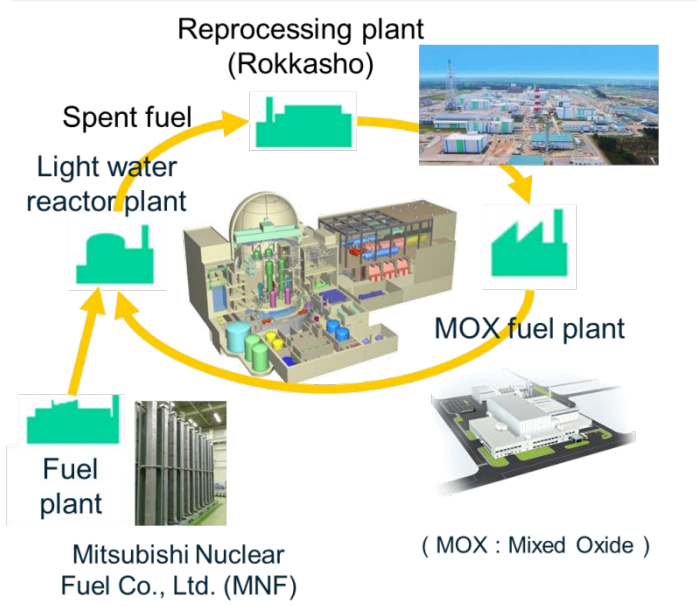 Reprocessing plant
(Rokkasho)
Spent fuel
Light water
reactor plant
MOX fuel plant
Fuel
plant
Mitsubishi Nuclear
Fuel Co., Ltd. (MNF)
( MOX : Mixed Oxide )